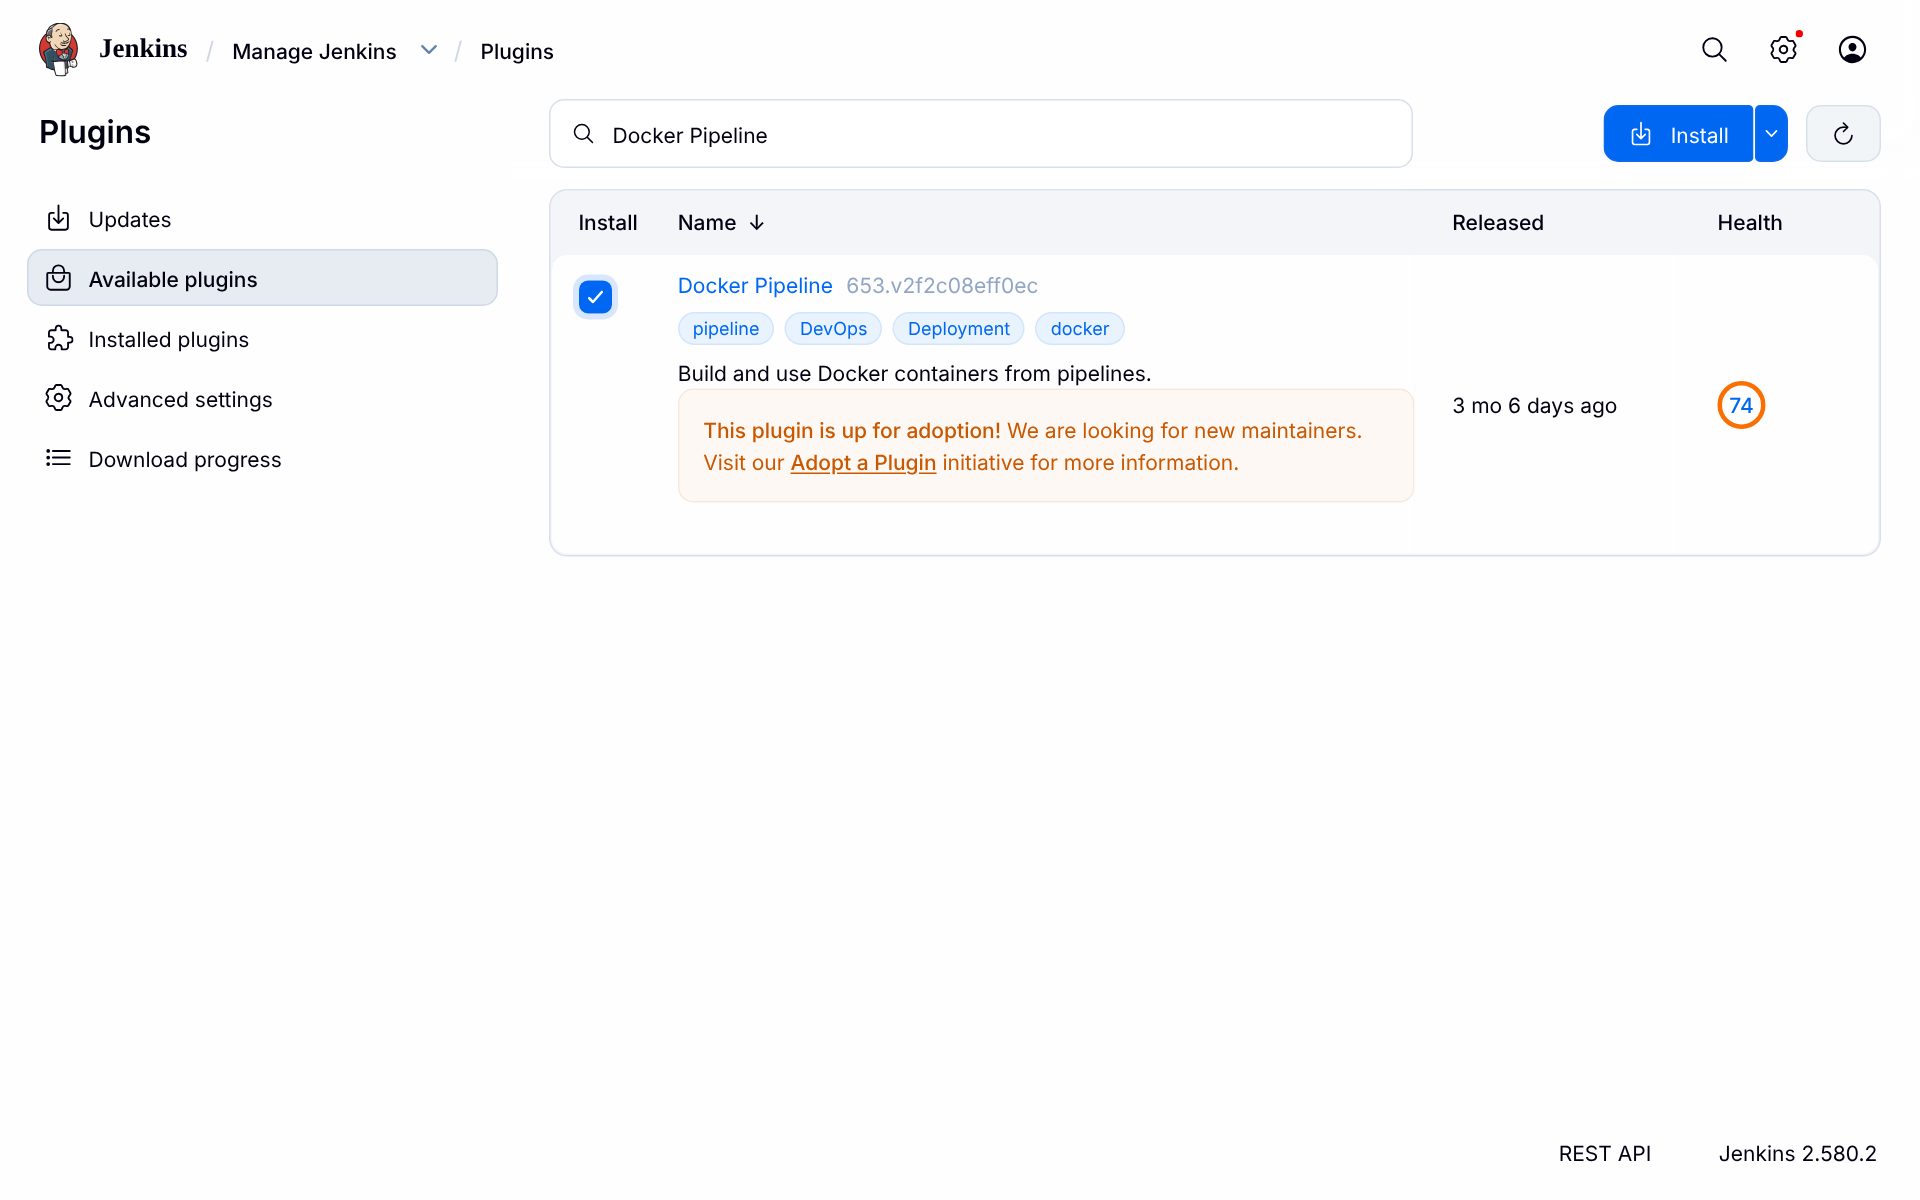 Jenkins / Manage Jenkins / Plugins
Plugins
Updates
Available plugins
Installed plugins
Advanced settings
Download progress
Docker Pipeline
Install
Install Name Released Health
Docker Pipeline 653.v2f2c08eff0ec
pipeline DevOps Deployment docker
Build and use Docker containers from pipelines.
This plugin is up for adoption! We are looking for new maintainers.
Visit our Adopt a Plugin initiative for more information.
3 mo 6 days ago
74
REST API Jenkins 2.580.2